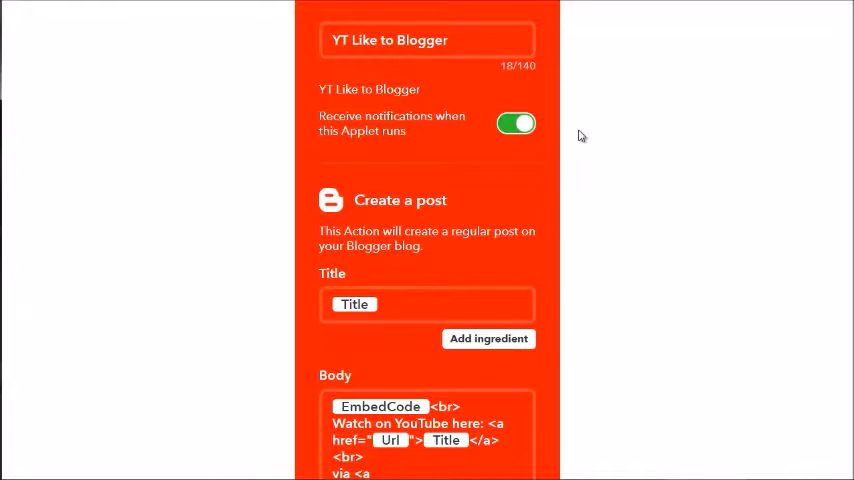 YT Like to Blogger
18/140
YT Like to Blogger
Receive notifications when
this Applet runs
Create a post
This Action will create a regular post on
your Blogger blog.
Title
Title
Add ingredient
Body
EmbedCode <br>
Watch on YouTube here: <a
href=" Url "> Title </a>
<br>
via <a